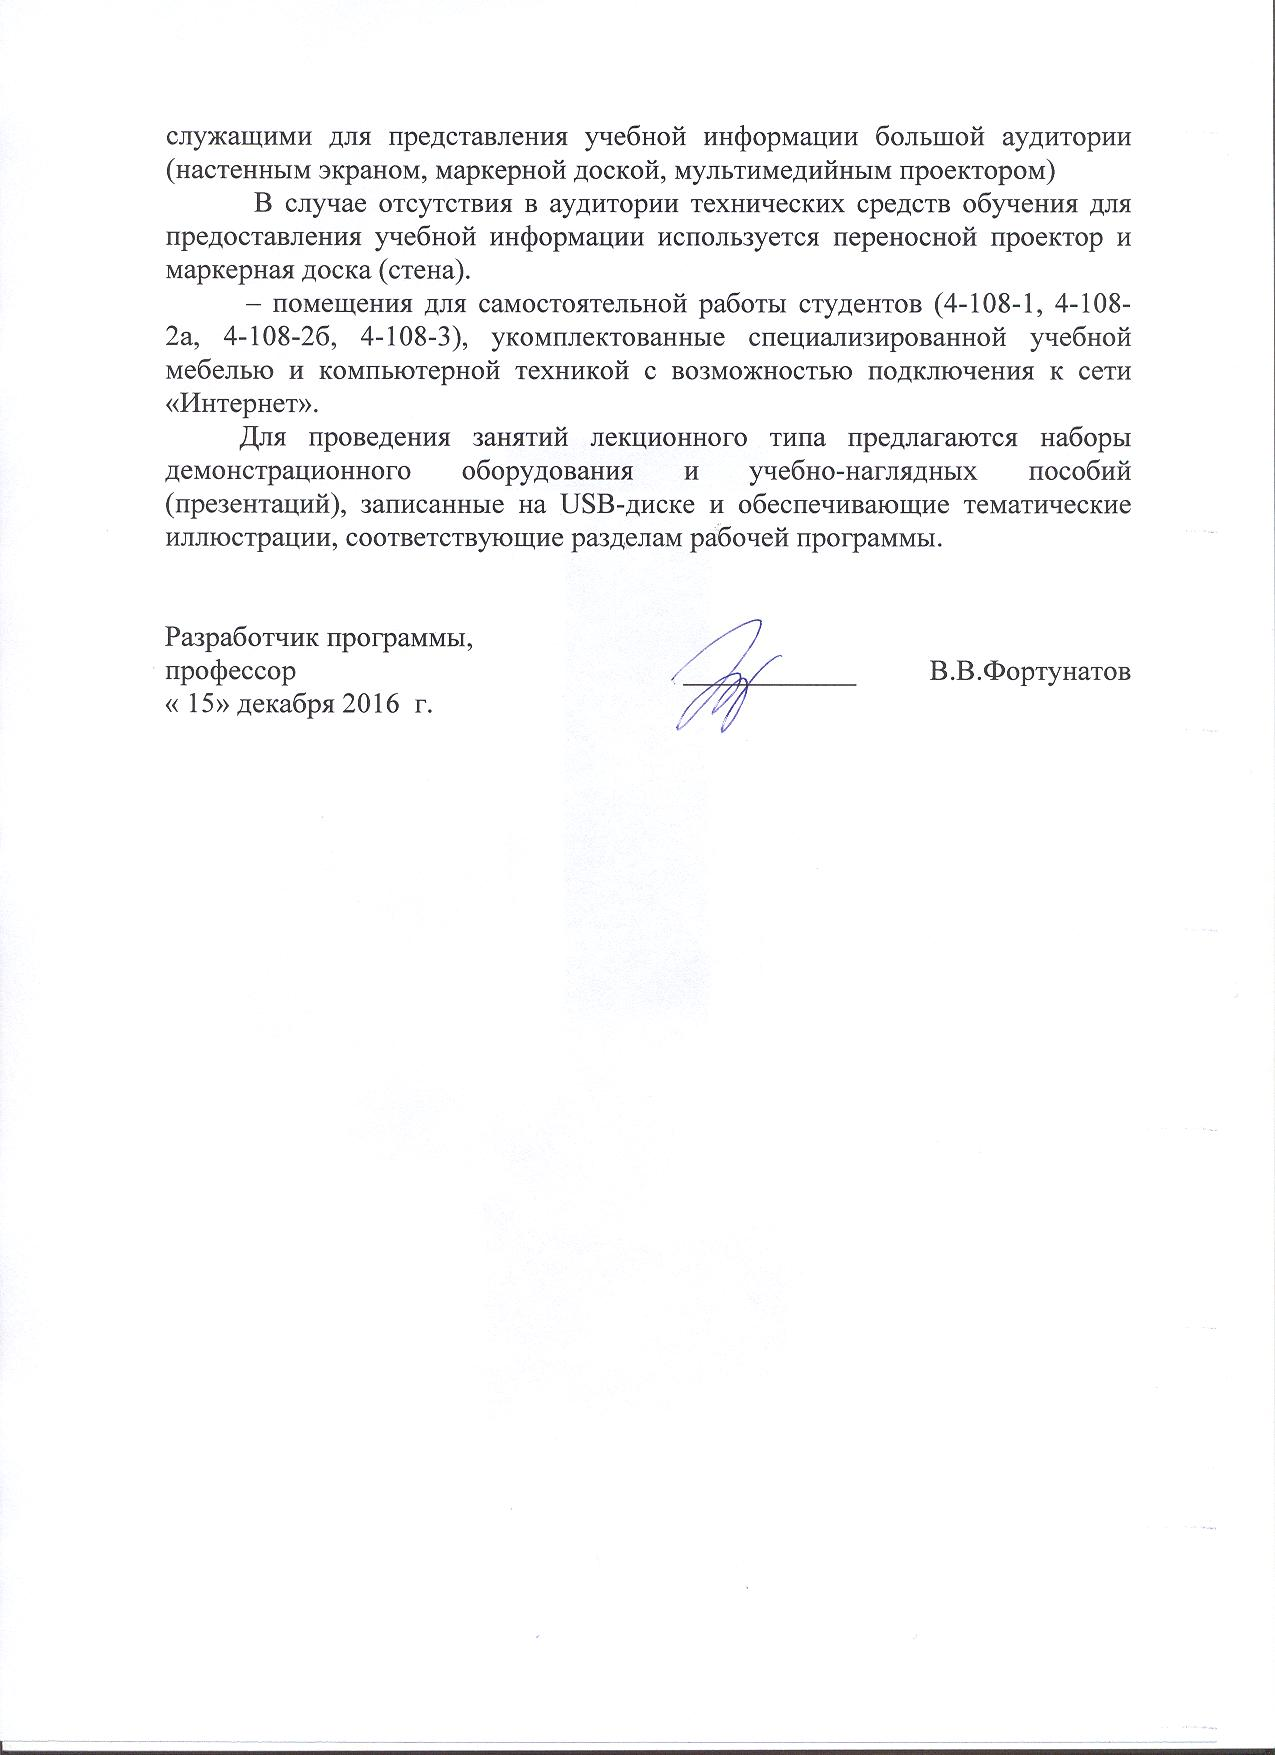 служащими для представления учебной информации большой аудитории
(настенным экраном, маркерной доской, мультимедийным проектором)
В случае отсутствия в аудитории технических средств обучения для
предоставления учебной информации используется переносной проектор и
маркерная доска (стена).
– помещения для самостоятельной работы студентов (4-108-1, 4-108-
2а, 4-108-2б, 4-108-3), укомплектованные специализированной учебной
мебелью и компьютерной техникой с возможностью подключения к сети
«Интернет».
Для проведения занятий лекционного типа предлагаются наборы
демонстрационного оборудования и учебно-наглядных пособий
(презентаций), записанные на USB-диске и обеспечивающие тематические
иллюстрации, соответствующие разделам рабочей программы.
Разработчик программы,
профессор ____________ В.В.Фортунатов
« 15» декабря 2016 г.